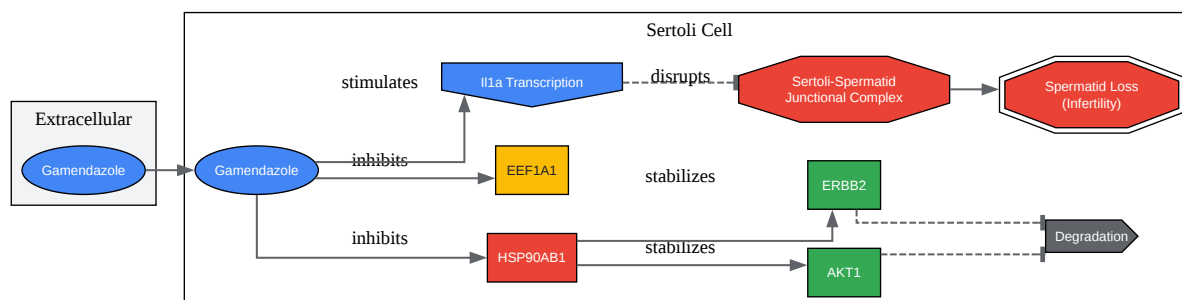 Sertoli Cell
Extracellular
Gamendazole
Gamendazole
stimulates
Il1a Transcription
disrupts
Sertoli-Spermatid
Junctional Complex
Spermatid Loss
(Infertility)
inhibits
EEF1A1
stabilizes
ERBB2
inhibits
HSP90AB1
stabilizes
AKT1
Degradation